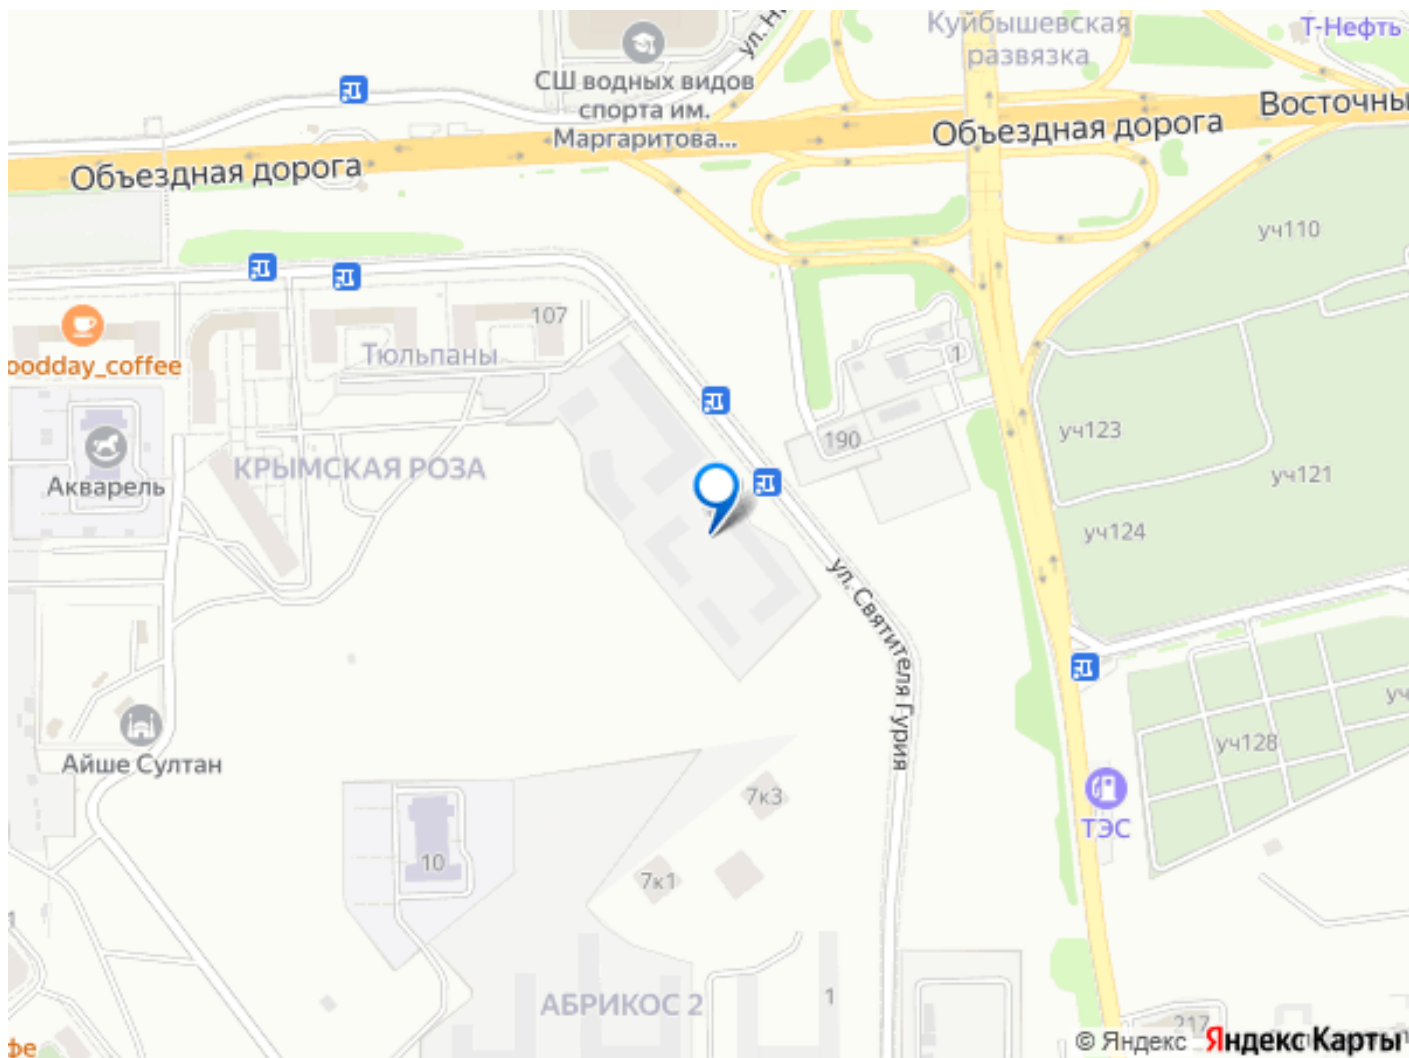 Куйбышевская
развязка
Т-Нефть
ул.
СШ водных видов
спорта им.
Маргаритова...
Объездная дорога
Восточны
Объездная дорога
уч110
107
Тюльпаны
oodday_coffee
1
уч123
190
КРЫМСКАЯ РОЗА
Акварель
уч121
уч124
ул. Святителя Гурия
Айше Султан
уч128
уч
7к3
ТЭС
10
7к1
1
АБРИКОС 2
1
217
фе
© Яндекс Яндекс Карты